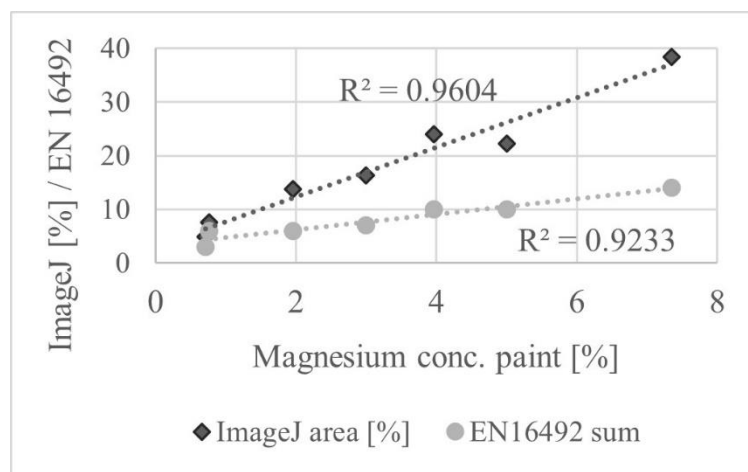 ImageJ [%] / EN 16492
40
30
20
10
0
R² = 0.9604
R² = 0.9233
0 2 4 6 8
Magnesium conc. paint [%]
ImageJ area [%] EN16492 sum